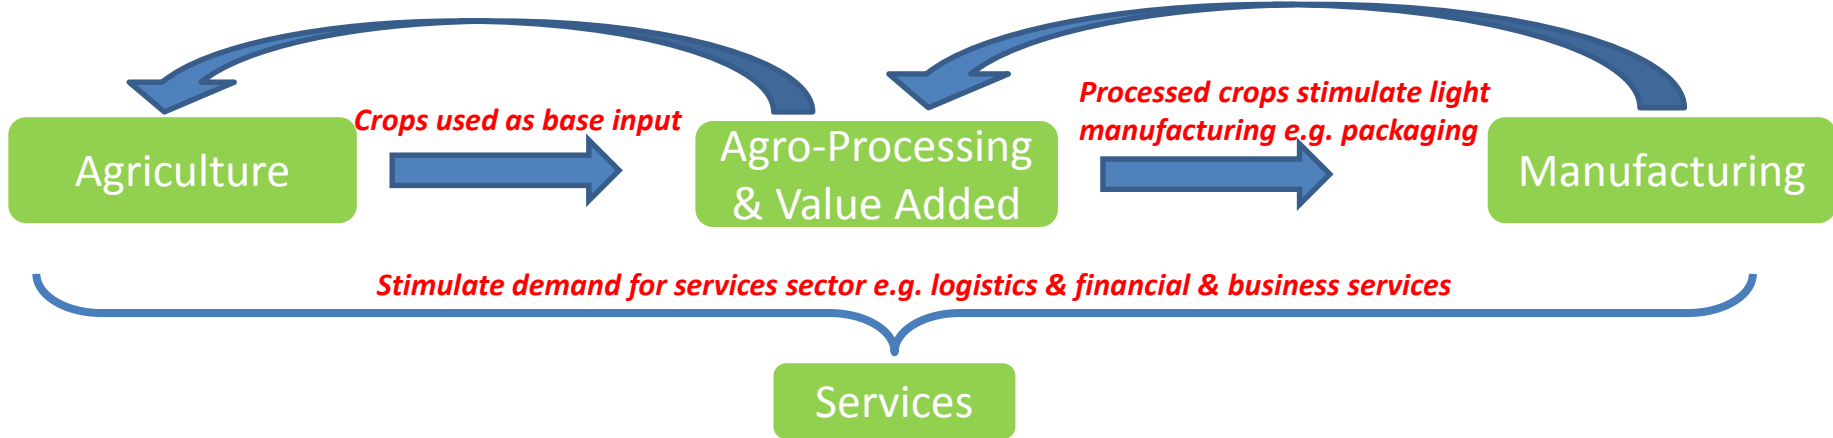 Crops used as base input
Processed crops stimulate light
manufacturing e.g. packaging
Agriculture
Agro-Processing
& Value Added
Manufacturing
Stimulate demand for services sector e.g. logistics & financial & business services
Services